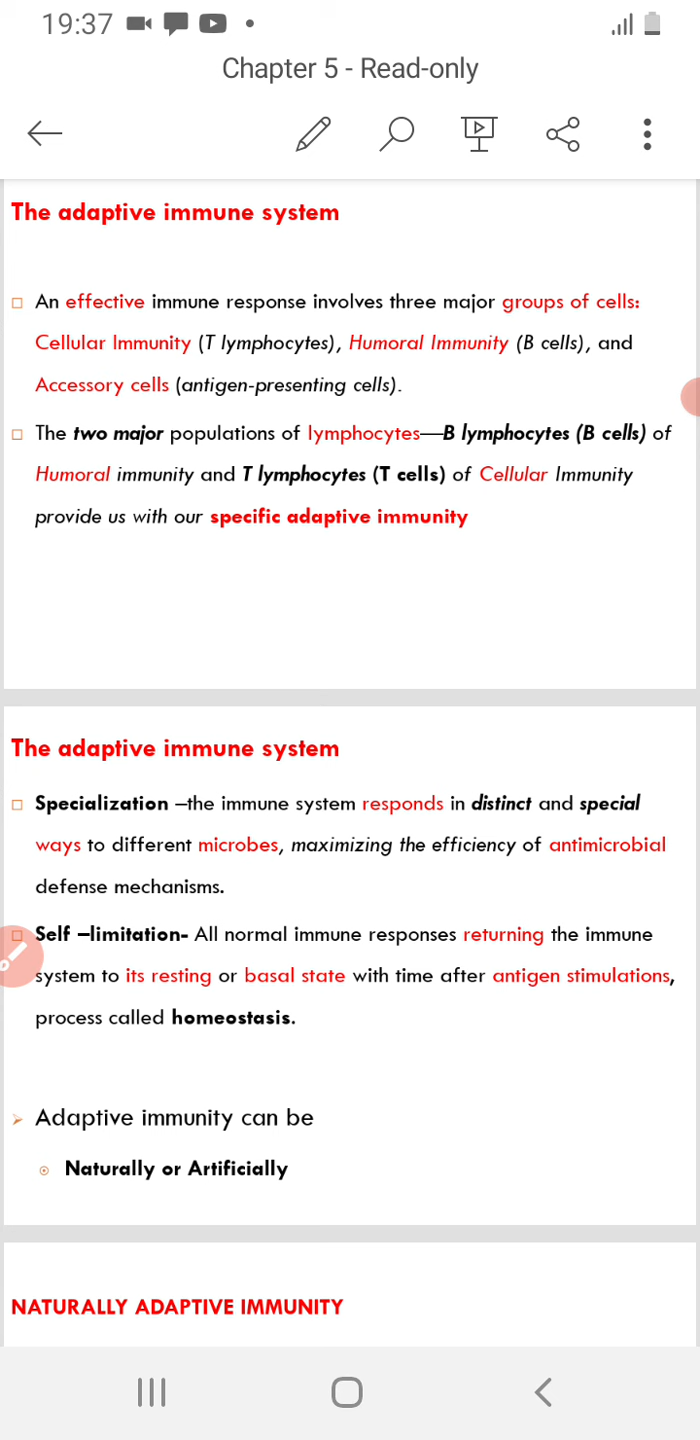 19:37
Chapter 5 - Read-only
The adaptive immune system
An effective immune response involves three major groups of cells:
Cellular Immunity (T lymphocytes), Humoral Immunity (B cells), and
Accessory cells (antigen-presenting cells).
The two major populations of lymphocytes—B lymphocytes (B cells) of
Humoral immunity and T lymphocytes (T cells) of Cellular Immunity
provide us with our specific adaptive immunity
The adaptive immune system
Specialization –the immune system responds in distinct and special
ways to different microbes, maximizing the efficiency of antimicrobial
defense mechanisms.
Self –limitation- All normal immune responses returning the immune
system to its resting or basal state with time after antigen stimulations,
process called homeostasis.
Adaptive immunity can be
Naturally or Artificially
NATURALLY ADAPTIVE IMMUNITY